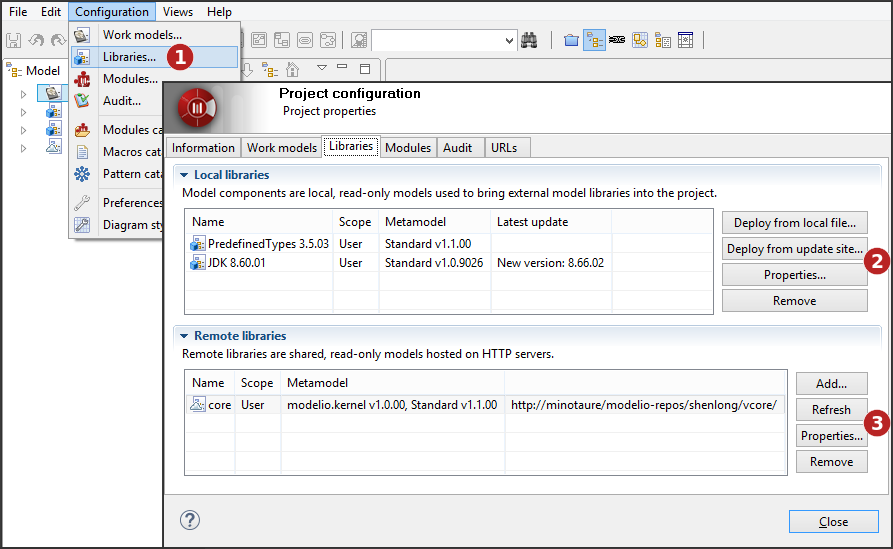 File Edit Configuration Views Help
Work models...
Libraries... 1
Model
Modules...
Audit...
Modules ca
Macros cat
Pattern cata
Preferences
Diagram sty
Project configuration
Project properties
Information Work models Libraries Modules Audit URLs
Local libraries
Model components are local, read-only models used to bring external model libraries into the project.
Name Scope Metamodel Latest update
PredefinedTypes 3.5.03 User Standard v1.1.00
JDK 8.60.01 User Standard v1.0.9026 New version: 8.66.02
Deploy from local file...
Deploy from update site...
2
Properties...
Remove
Remote libraries
Remote libraries are shared, read-only models hosted on HTTP servers.
Name Scope Metamodel
core User modelio.kernel v1.0.00, Standard v1.1.00 http://minotaure/modelio-repos/shenlong/vcore/
Add...
Refresh
3
Properties...
Remove
?
Close